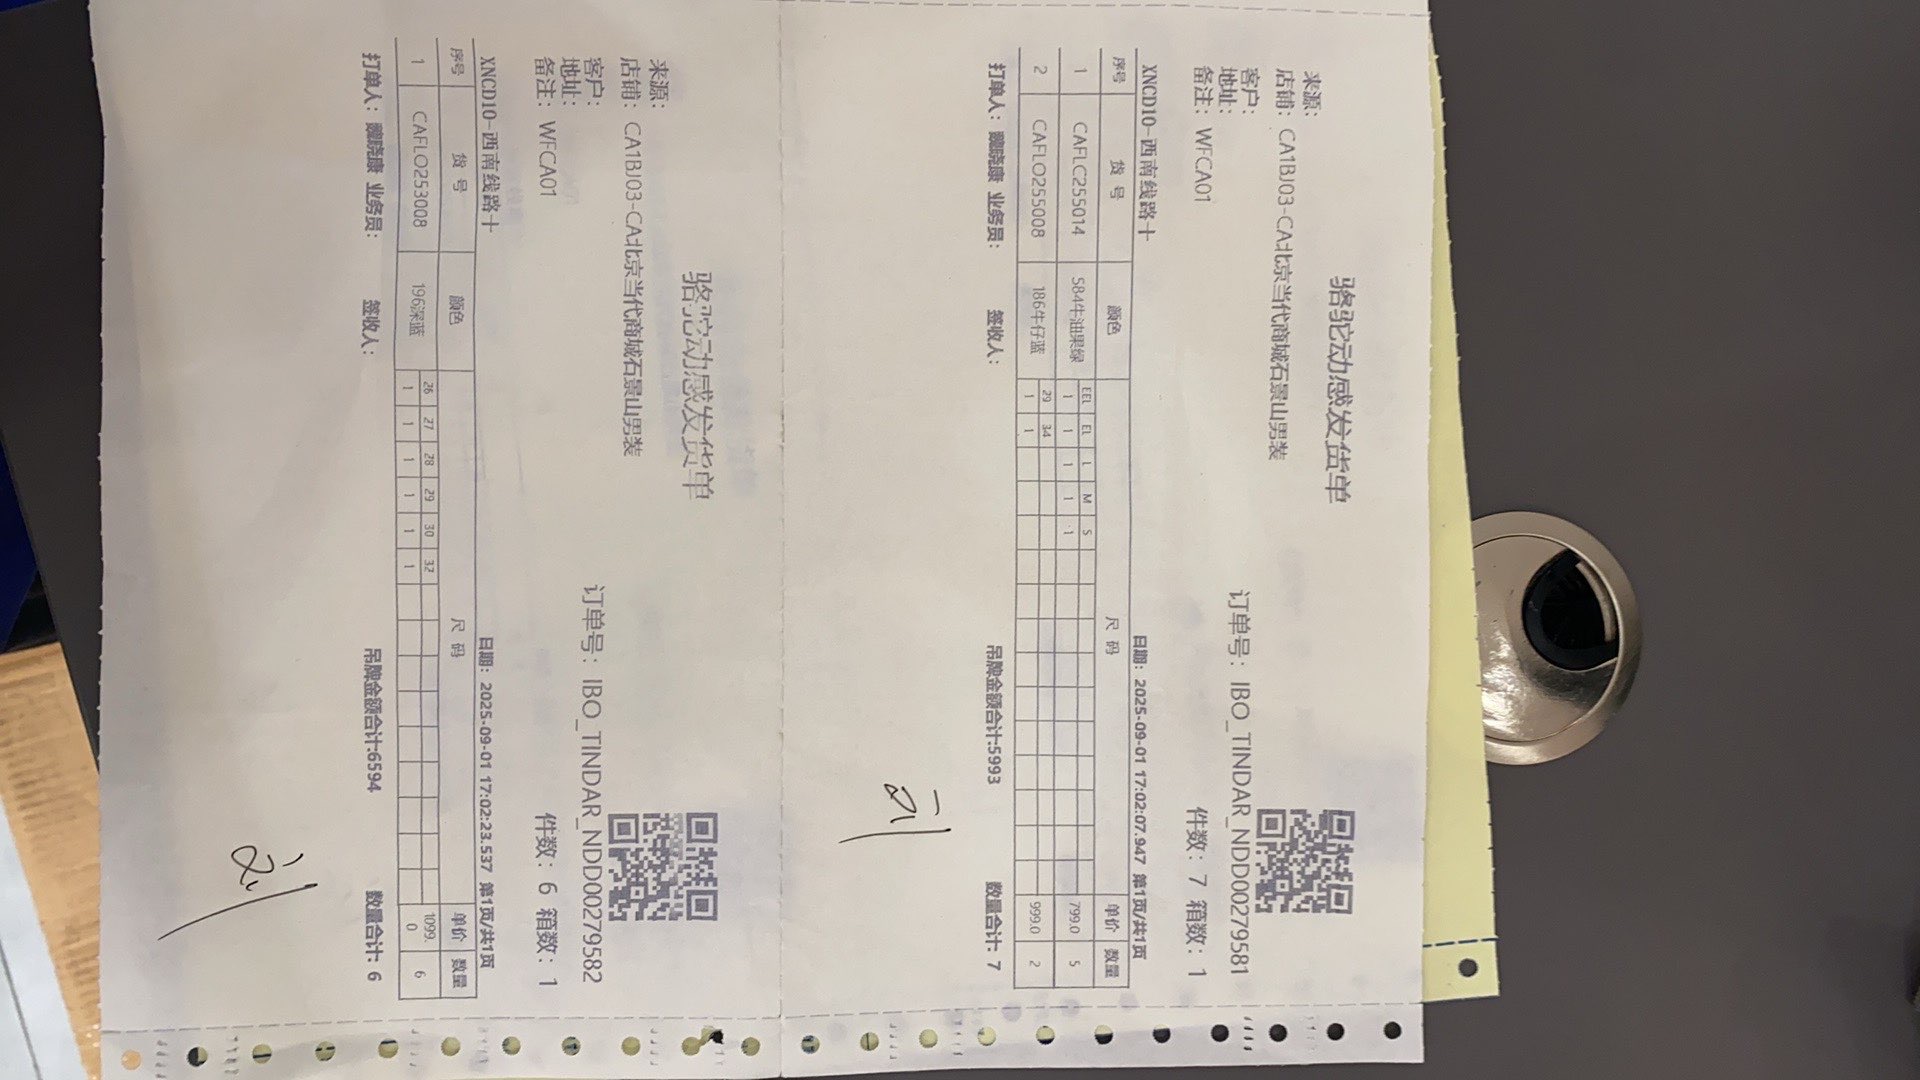 骆驼动感发货单
来源:
店铺: CA1BJ03-CA北京当代商城石景山男装
客户:
订单号: IBO_TINDAR_NDD00279581
地址:
备注: WFCA01
件数: 7 箱数: 1
XNCD10-西南线路十
日期: 2025-09-01 17:02:07.947 第1页/共1页
序号 货 号 颜色 尺 码 单价 数量
1 CAFLC255014 584牛油果绿 EEL EL L M S 799.0 5
1 1 1 1 1
2 CAFLO255008 186牛仔蓝 29 34 999.0 2
1 1
打单人: 魏晓康 业务员: 签收人: 吊牌金额合计:5993 数量合计: 7
骆驼动感发货单
来源:
店铺: CA1BJ03-CA北京当代商城石景山男装
客户:
订单号: IBO_TINDAR_NDD00279582
地址:
备注: WFCA01
件数: 6 箱数: 1
XNCD10-西南线路十
日期: 2025-09-01 17:02:23.537 第1页/共1页
序号 货 号 颜色 尺 码 单价 数量
1 CAFLO253008 196深蓝 26 27 28 29 30 32 1099.0 6
1 1 1 1 1 1
打单人: 魏晓康 业务员: 签收人: 吊牌金额合计:6594 数量合计: 6